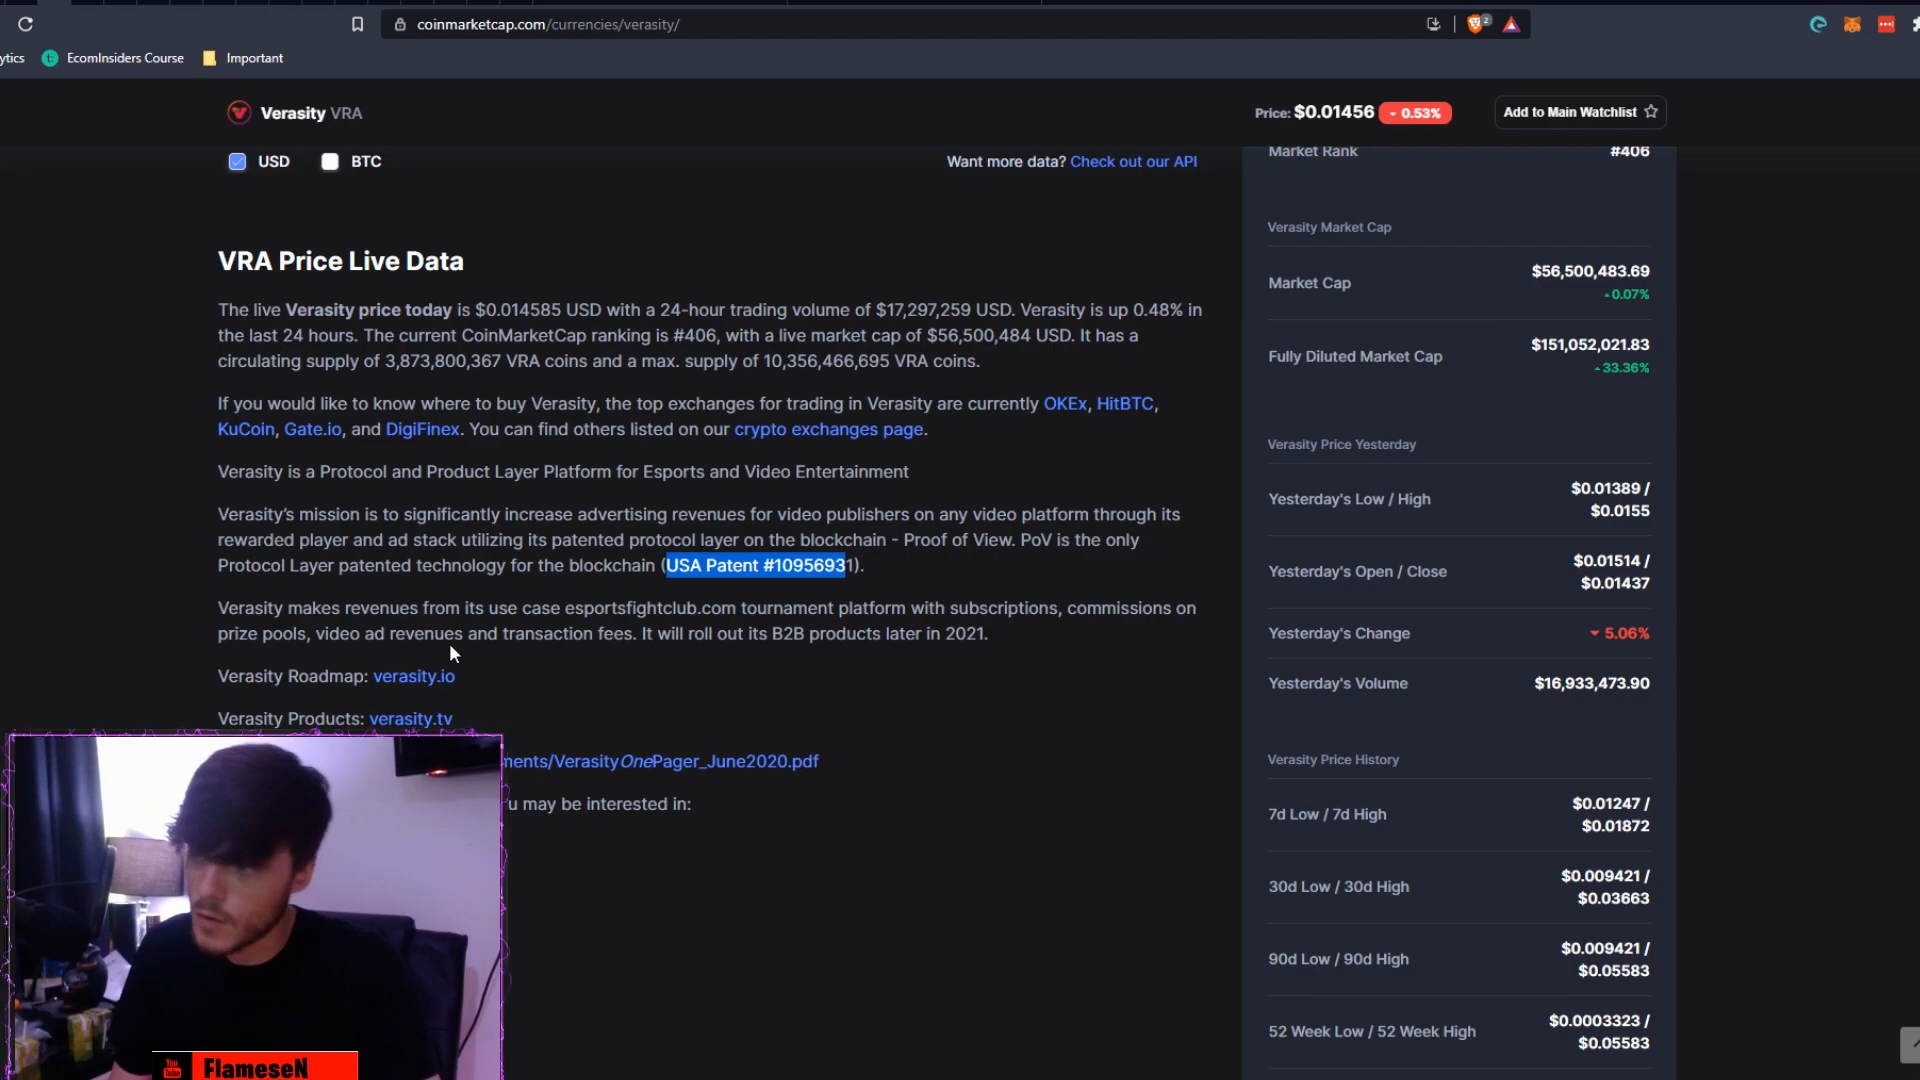 coinmarketcap.com/currencies/verasity/
2
ytics
EcomInsiders Course
Important
Verasity VRA
Price: $0.01456
0.53%
Add to Main Watchlist
USD
BTC
Want more data? Check out our API
VRA Price Live Data
The live Verasity price today is $0.014585 USD with a 24-hour trading volume of $17,297,259 USD. Verasity is up 0.48% in
the last 24 hours. The current CoinMarketCap ranking is #406, with a live market cap of $56,500,484 USD. It has a
circulating supply of 3,873,800,367 VRA coins and a max. supply of 10,356,466,695 VRA coins.
If you would like to know where to buy Verasity, the top exchanges for trading in Verasity are currently OKEx, HitBTC,
KuCoin, Gate.io, and DigiFinex. You can find others listed on our crypto exchanges page.
Verasity is a Protocol and Product Layer Platform for Esports and Video Entertainment
Verasity's mission is to significantly increase advertising revenues for video publishers on any video platform through its
rewarded player and ad stack utilizing its patented protocol layer on the blockchain - Proof of View. PoV is the only
Protocol Layer patented technology for the blockchain (USA Patent #10956931).
Verasity makes revenues from its use case esportsfightclub.com tournament platform with subscriptions, commissions on
prize pools, video ad revenues and transaction fees. It will roll out its B2B products later in 2021.
Verasity Roadmap: verasity.io
Verasity Products: verasity.tv
ments/VerasityOnePager_June2020.pdf
u may be interested in:
Market Rank
#406
Verasity Market Cap
Market Cap
$56,500,483.69
0.07%
Fully Diluted Market Cap
$151,052,021.83
33.36%
Verasity Price Yesterday
Yesterday's Low / High
$0.01389 /
$0.0155
Yesterday's Open / Close
$0.01514 /
$0.01437
Yesterday's Change
5.06%
Yesterday's Volume
$16,933,473.90
Verasity Price History
7d Low / 7d High
$0.01247 /
$0.01872
30d Low / 30d High
$0.009421 /
$0.03663
90d Low / 90d High
$0.009421 /
$0.05583
52 Week Low / 52 Week High
$0.0003323 /
$0.05583
You
Tube
FlameseN